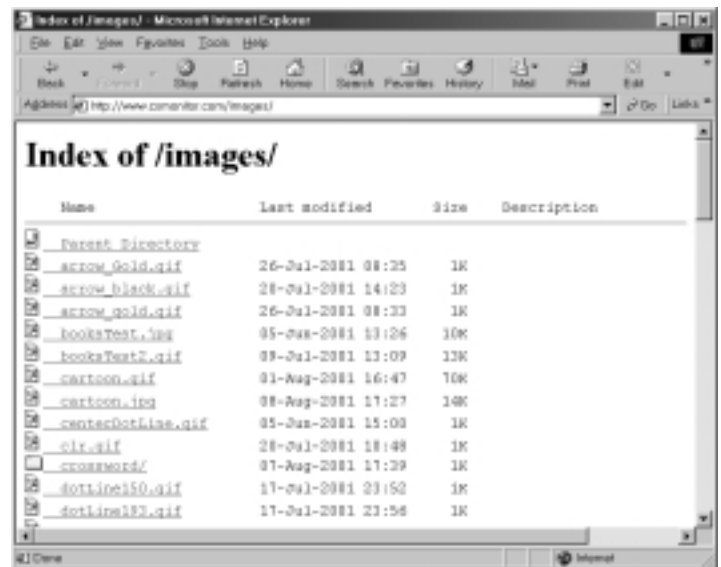 Index of /images/ - Microsoft Internet Explorer
File Edit View Favorites Tools Help
Back Forward Stop Refresh Home Search Favorites History Mail Print Edit
Address http://www.csmonitor.com/images/ Go Links »
Index of /images/
Name Last modified Size Description
Parent Directory
arrow_Gold.gif 26-Jul-2001 08:35 1K
arrow_black.gif 20-Jul-2001 14:23 1K
arrow_gold.gif 26-Jul-2001 08:33 1K
booksTest.jpg 05-Jun-2001 13:26 10K
booksTest2.gif 09-Jul-2001 13:09 13K
cartoon.gif 01-Aug-2001 16:47 70K
cartoon.jpg 08-Aug-2001 17:27 14K
centerDotLine.gif 05-Jun-2001 15:00 1K
clr.gif 20-Jul-2001 10:48 1K
crossword/ 07-Aug-2001 17:39 1K
dotLine150.gif 17-Jul-2001 23:52 1K
dotLine193.gif 17-Jul-2001 23:56 1K
Done Internet